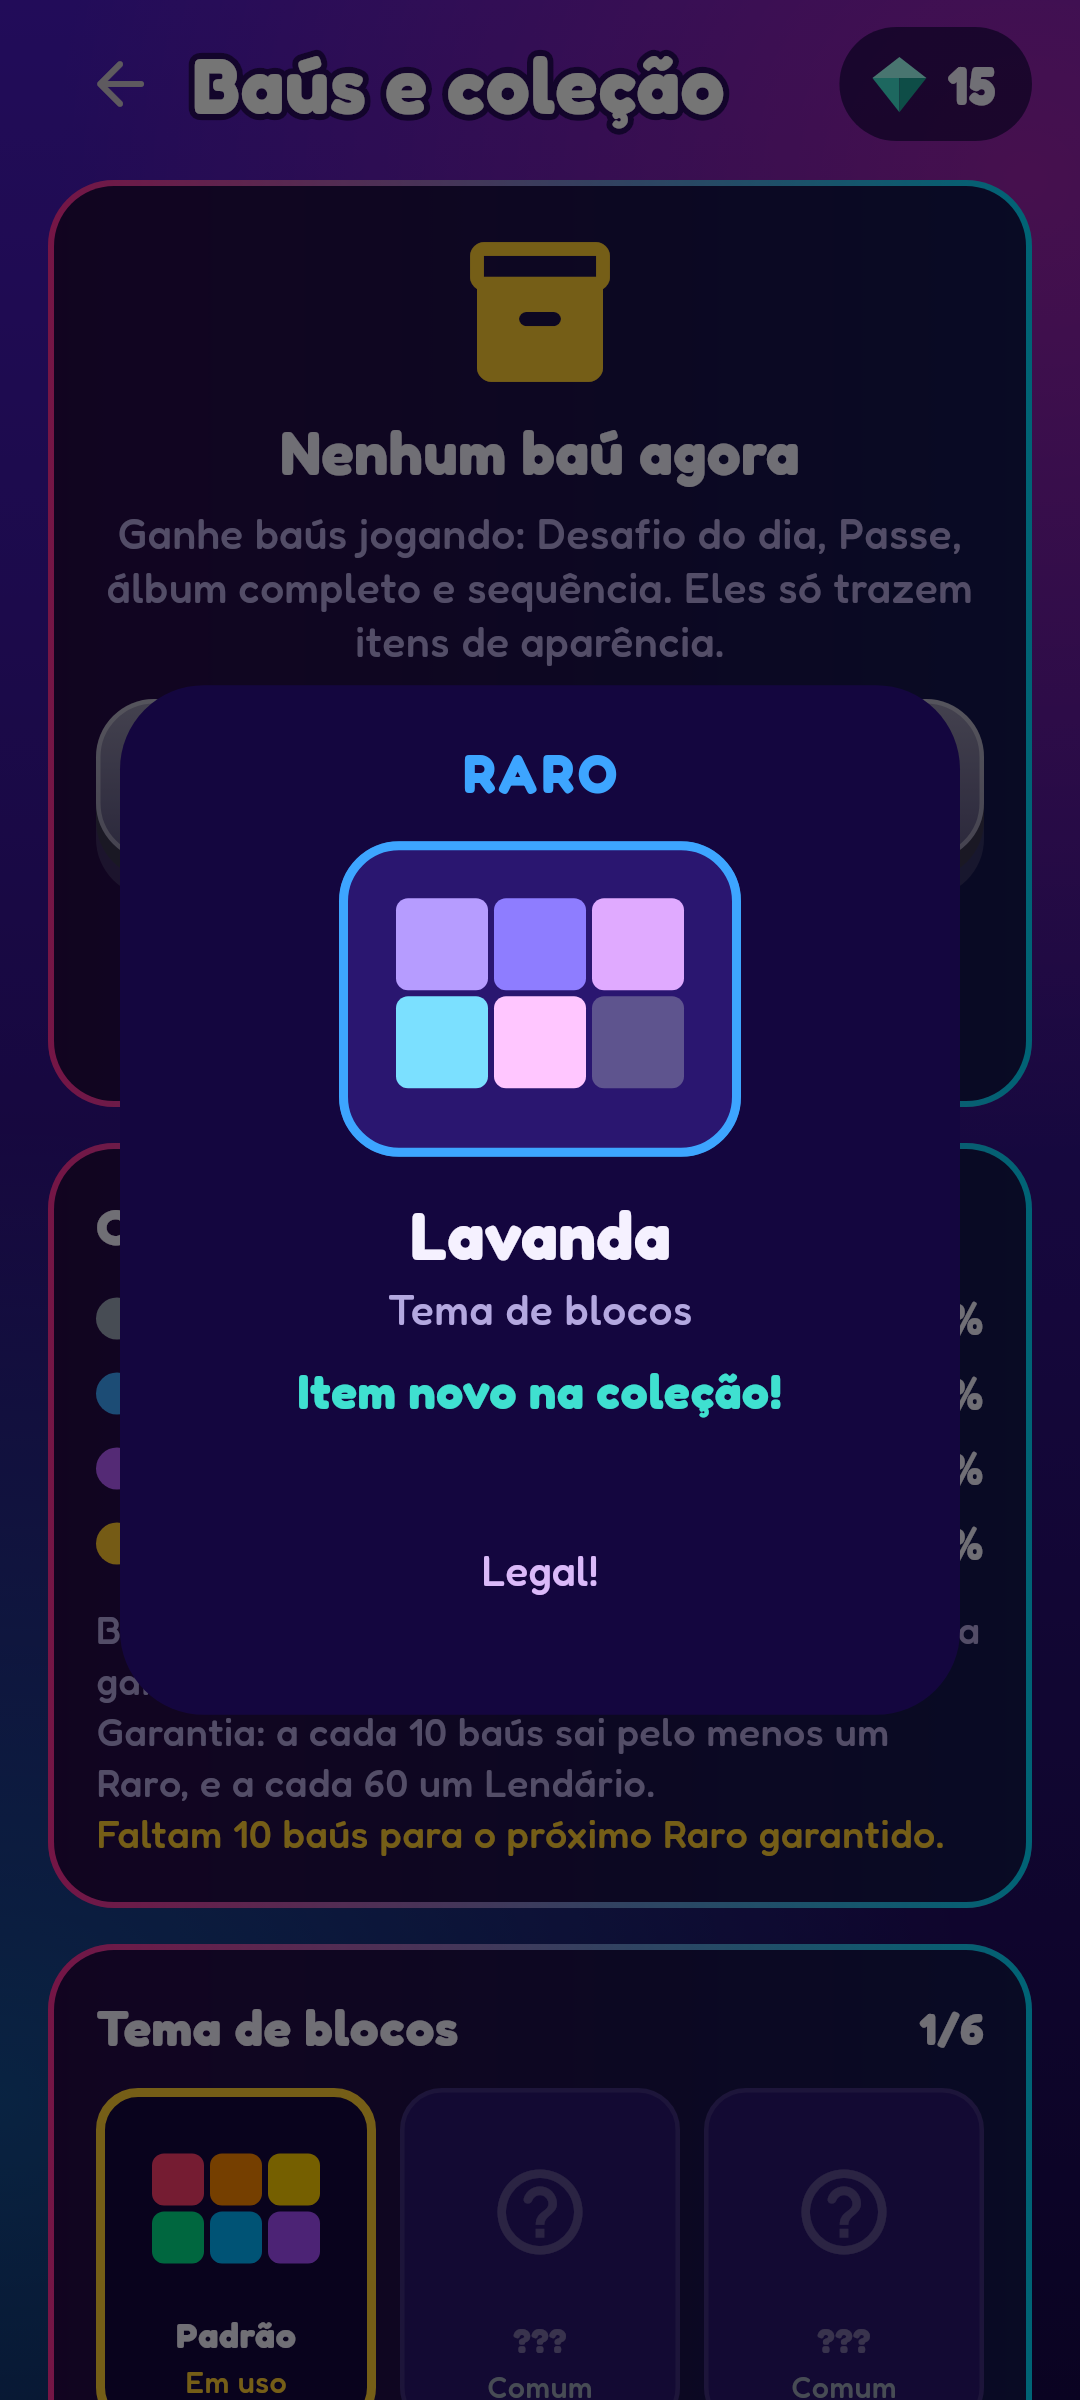 Baús e coleção
15
Nenhum baú agora
Ganhe baús jogando: Desafio do dia, Passe,
álbum completo e sequência. Eles só trazem
itens de aparência.
RARO
Lavanda
Tema de blocos
Item novo na coleção!
Legal!
%
%
%
%
Garantia: a cada 10 baús sai pelo menos um
Raro, e a cada 60 um Lendário.
Faltam 10 baús para o próximo Raro garantido.
Tema de blocos
1/6
Padrão
Em uso
???
Comum
???
Comum